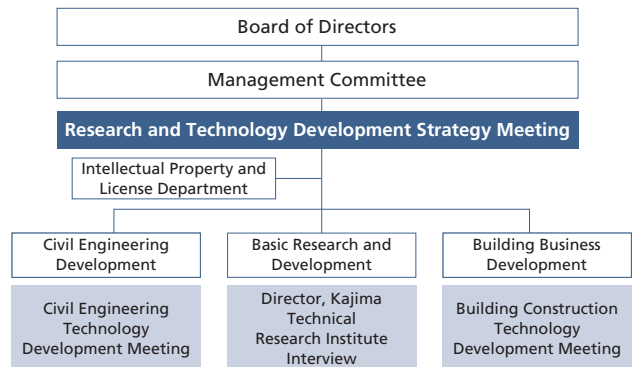 Board of Directors
Management Committee
Research and Technology Development Strategy Meeting
Intellectual Property and
License Department
Civil Engineering
Development
Basic Research and
Development
Building Business
Development
Civil Engineering
Technology
Development Meeting
Director, Kajima
Technical
Research Institute
Interview
Building Construction
Technology
Development Meeting